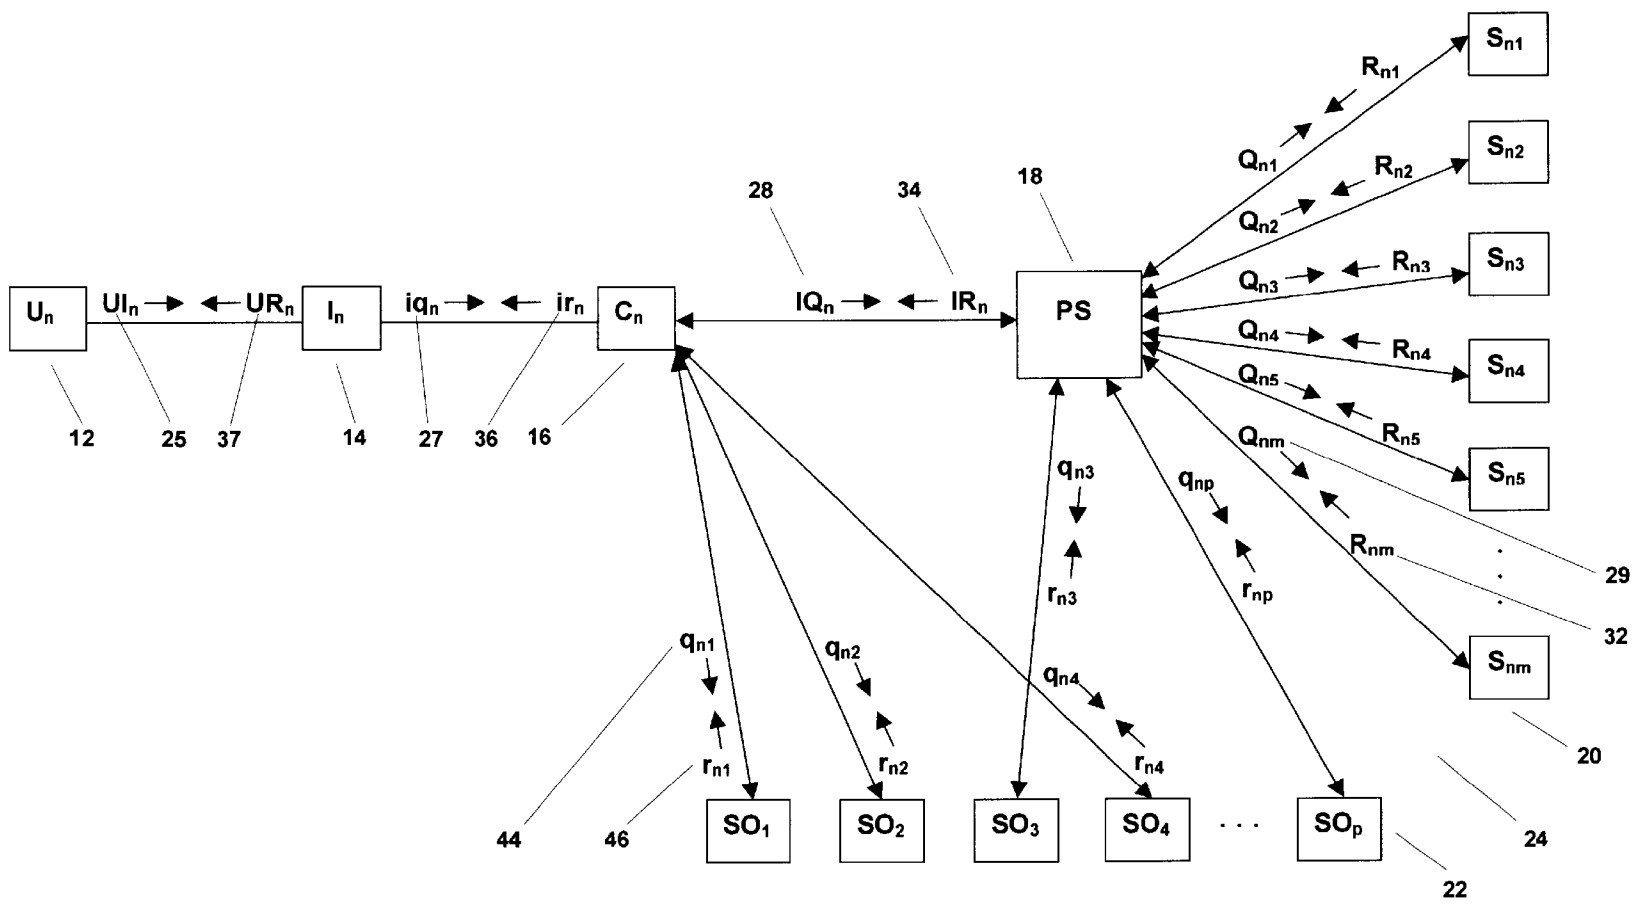 Sn1
Rn1
Qn1
Sn2
Rn2
Qn2
28
34
18
Sn3
Rn3
Qn3
Un
UIn
URn
In
iqn
irn
Cn
IQn
IRn
PS
Qn4
Rn4
Sn4
Qn5
Rn5
12
25
37
14
27
36
16
Qnm
Sn5
qn3
qnp
Rnm
29
rn3
rnp
32
qn1
qn2
Snm
qn4
20
rn1
rn2
rn4
44
46
SO1
SO2
SO3
SO4
. . .
SOp
24
22